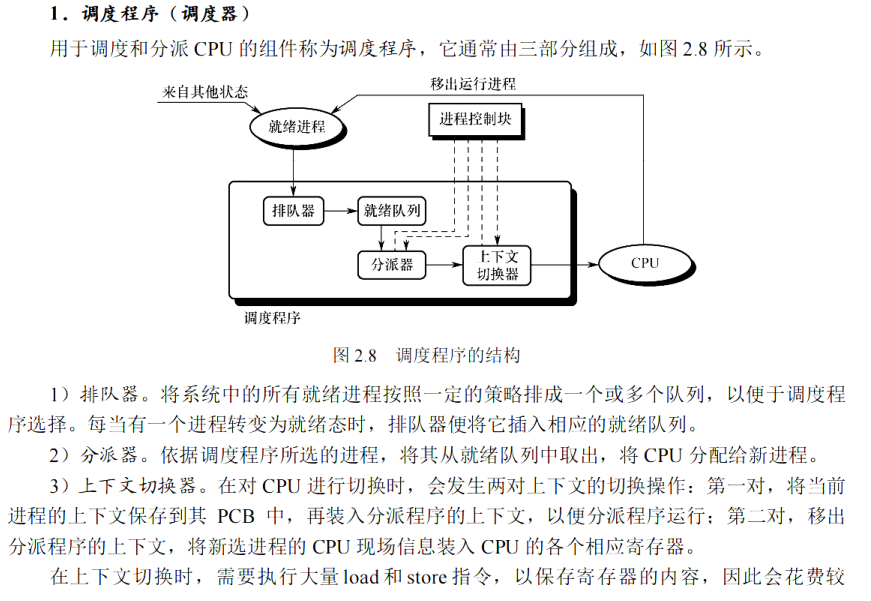 1．调度程序（调度器）
用于调度和分派 CPU 的组件称为调度程序，它通常由三部分组成，如图 2.8 所示。
移出运行进程
来自其他状态
进程控制块
就绪进程
排队器
就绪队列
上下文
切换器
分派器
CPU
调度程序
图 2.8 调度程序的结构
1）排队器。将系统中的所有就绪进程按照一定的策略排成一个或多个队列，以便于调度程
序选择。每当有一个进程转变为就绪态时，排队器便将它插入相应的就绪队列。
2）分派器。依据调度程序所选的进程，将其从就绪队列中取出，将 CPU 分配给新进程。
3）上下文切换器。在对 CPU 进行切换时，会发生两对上下文的切换操作：第一对，将当前
进程的上下文保存到其 PCB 中，再装入分派程序的上下文，以便分派程序运行；第二对，移出
分派程序的上下文，将新选进程的 CPU 现场信息装入 CPU 的各个相应寄存器。
在上下文切换时，需要执行大量 load 和 store 指令，以保存寄存器的内容，因此会花费较